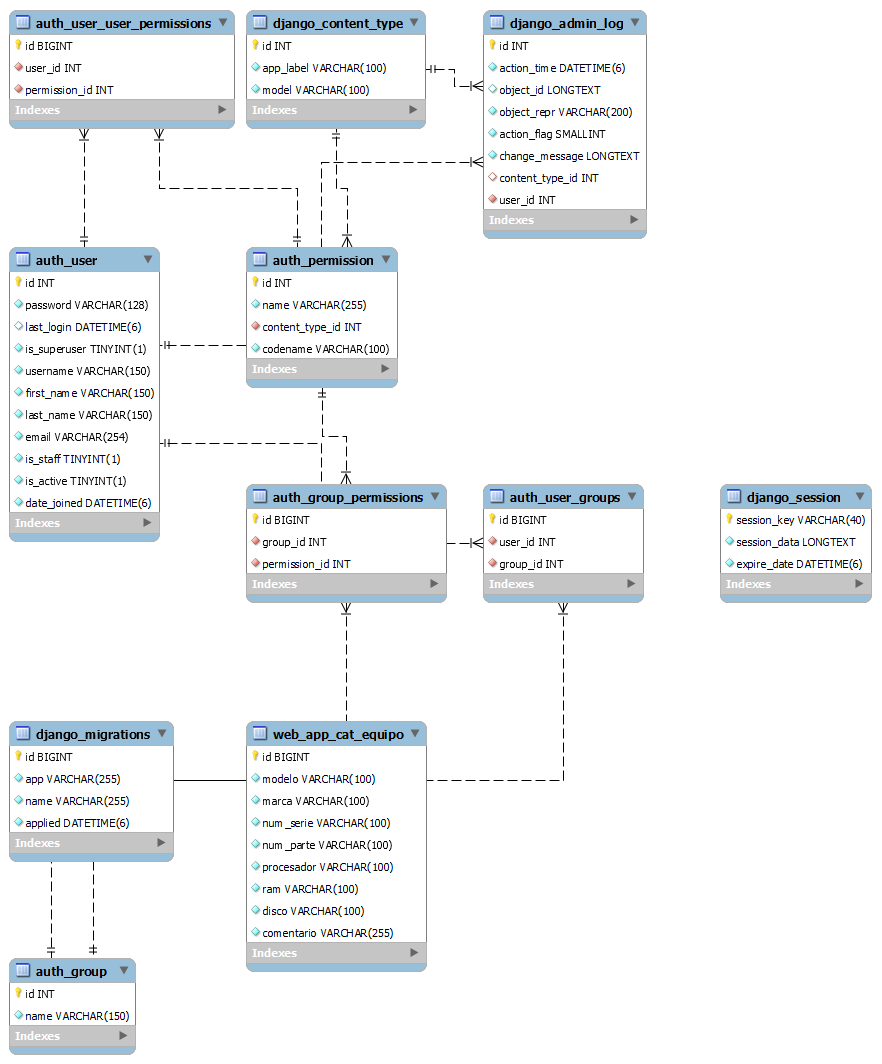 auth_user_user_permissions
id BIGINT
user_id INT
permission_id INT
Indexes
django_content_type
id INT
app_label VARCHAR(100)
model VARCHAR(100)
Indexes
django_admin_log
id INT
action_time DATETIME(6)
object_id LONGTEXT
object_repr VARCHAR(200)
action_flag SMALLINT
change_message LONGTEXT
content_type_id INT
user_id INT
Indexes
auth_user
id INT
password VARCHAR(128)
last_login DATETIME(6)
is_superuser TINYINT(1)
username VARCHAR(150)
first_name VARCHAR(150)
last_name VARCHAR(150)
email VARCHAR(254)
is_staff TINYINT(1)
is_active TINYINT(1)
date_joined DATETIME(6)
Indexes
auth_permission
id INT
name VARCHAR(255)
content_type_id INT
codename VARCHAR(100)
Indexes
auth_group_permissions
id BIGINT
group_id INT
permission_id INT
Indexes
auth_user_groups
id BIGINT
user_id INT
group_id INT
Indexes
django_session
session_key VARCHAR(40)
session_data LONGTEXT
expire_date DATETIME(6)
Indexes
django_migrations
id BIGINT
app VARCHAR(255)
name VARCHAR(255)
applied DATETIME(6)
Indexes
web_app_cat_equipo
id BIGINT
modelo VARCHAR(100)
marca VARCHAR(100)
num_serie VARCHAR(100)
num_parte VARCHAR(100)
procesador VARCHAR(100)
ram VARCHAR(100)
disco VARCHAR(100)
comentario VARCHAR(255)
Indexes
auth_group
id INT
name VARCHAR(150)
Indexes